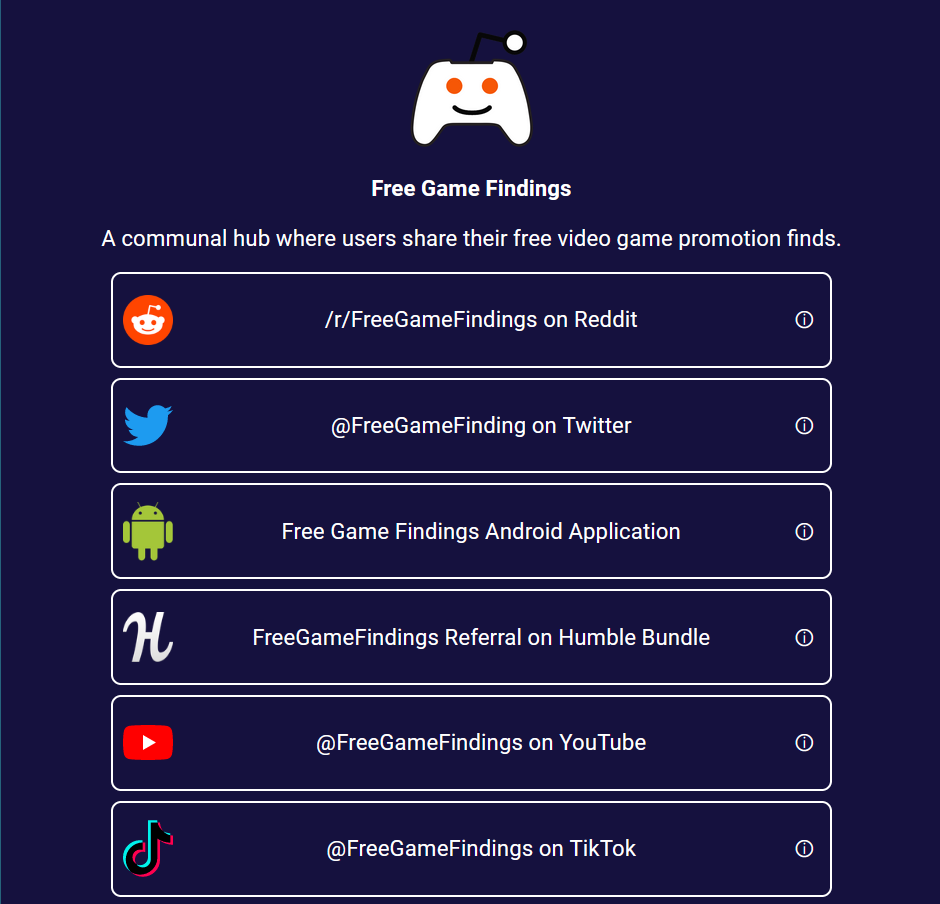 Free Game Findings
A communal hub where users share their free video game promotion finds.
/r/FreeGameFindings on Reddit
@FreeGameFinding on Twitter
Free Game Findings Android Application
FreeGameFindings Referral on Humble Bundle
@FreeGameFindings on YouTube
@FreeGameFindings on TikTok